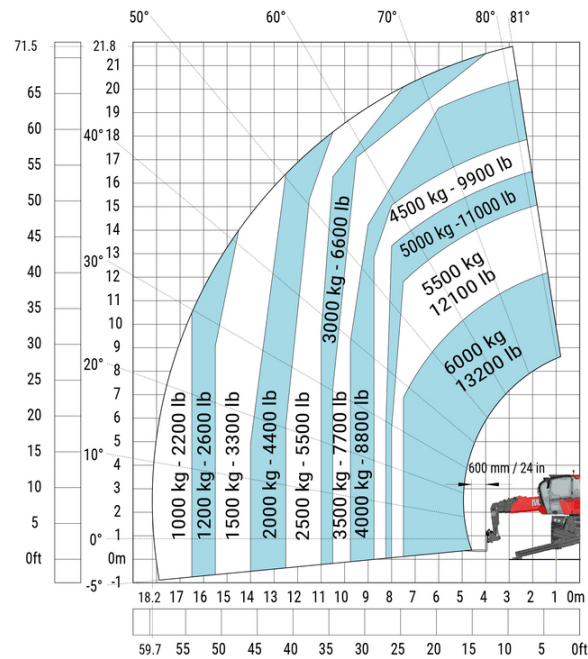 50° 60° 70° 80° 81°
71.5 21.8
21
65 20
19
60 40° 18
17
55 16
50 15
14
45 13
30° 12
40 11
35 10
30 9
8
25 20° 7
20 6
5
15 4
10° 3
10 2
5 1
0°
0ft 0m
-5° -1
1000 kg - 2200 lb
1200 kg - 2600 lb
1500 kg - 3300 lb
2000 kg - 4400 lb
2500 kg - 5500 lb
3000 kg - 6600 lb
3500 kg - 7700 lb
4000 kg - 8800 lb
4500 kg - 9900 lb
5000 kg -11000 lb
5500 kg
12100 lb
6000 kg
13200 lb
600 mm / 24 in
18.2 17 16 15 14 13 12 11 10 9 8 7 6 5 4 3 2 1 0m
59.7 55 50 45 40 35 30 25 20 15 10 5 0ft